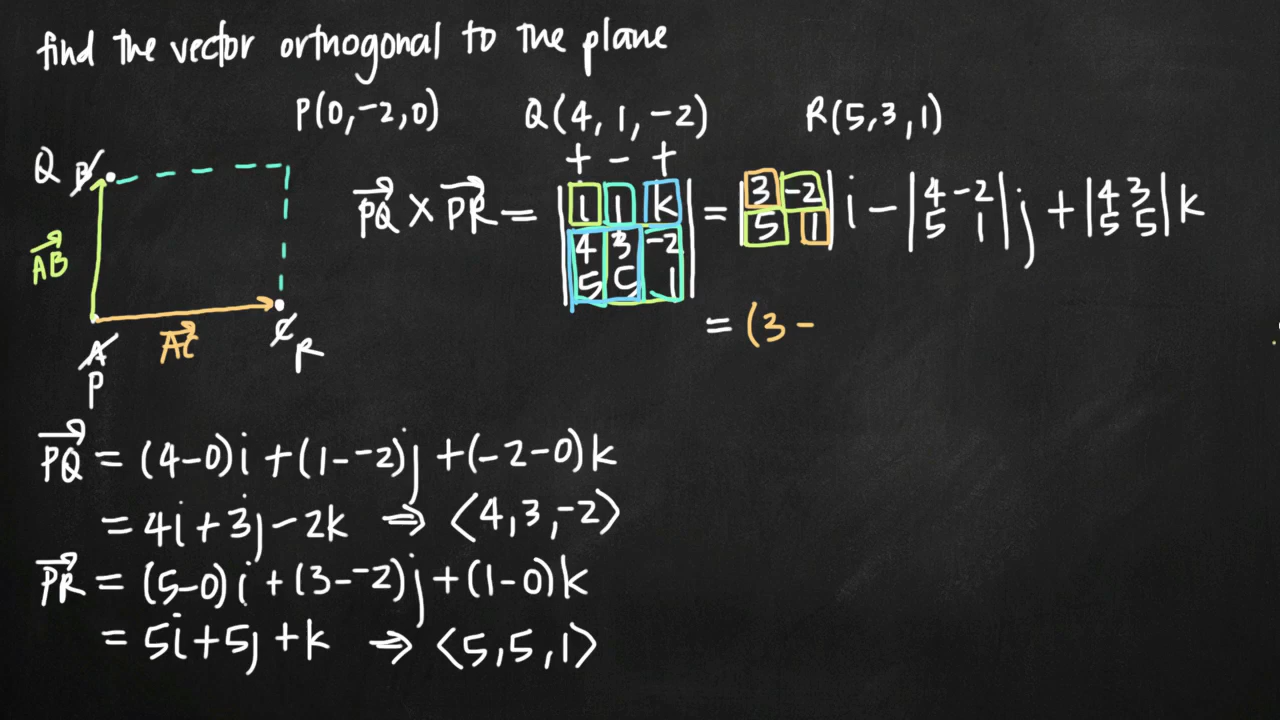 find the vector orthogonal to the plane
P(0,-2,0) Q(4,1,-2) R(5,3,1)
+ - +
Q B
PQ × PR = | i j k | = | 3 -2 | i - | 4 -2 | j + | 4 3 | k
| 4 3 -2 | | 5 1 | | 5 1 | | 5 5 |
| 5 5 1 |
AB
= (3 -
AC
A C R
P
PQ = (4-0)i + (1--2)j + (-2-0)k
= 4i + 3j - 2k ⇒ ⟨4,3,-2⟩
PR = (5-0)i + (3--2)j + (1-0)k
= 5i + 5j + k ⇒ ⟨5,5,1⟩